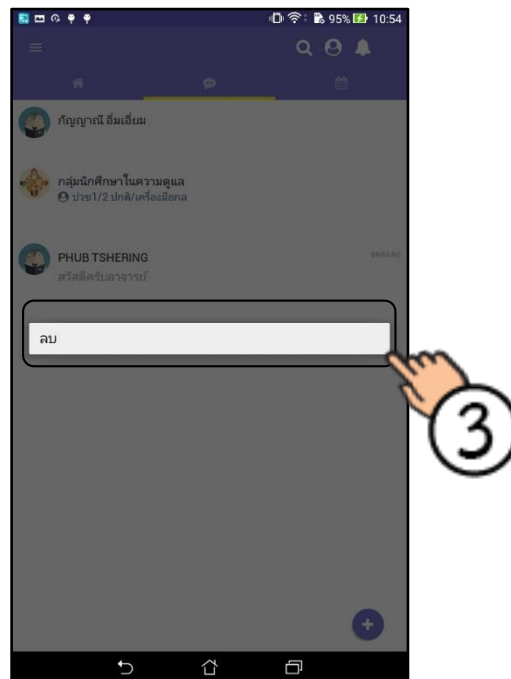 95% 10:54
กัญญาณี อิ่มเอี่ยม
กลุ่มนักศึกษาในความดูแล
ปวช1/2 ปกติ/เครื่องมือกล
PHUB TSHERING
สวัสดีครับอาจารย์
ลบ
3